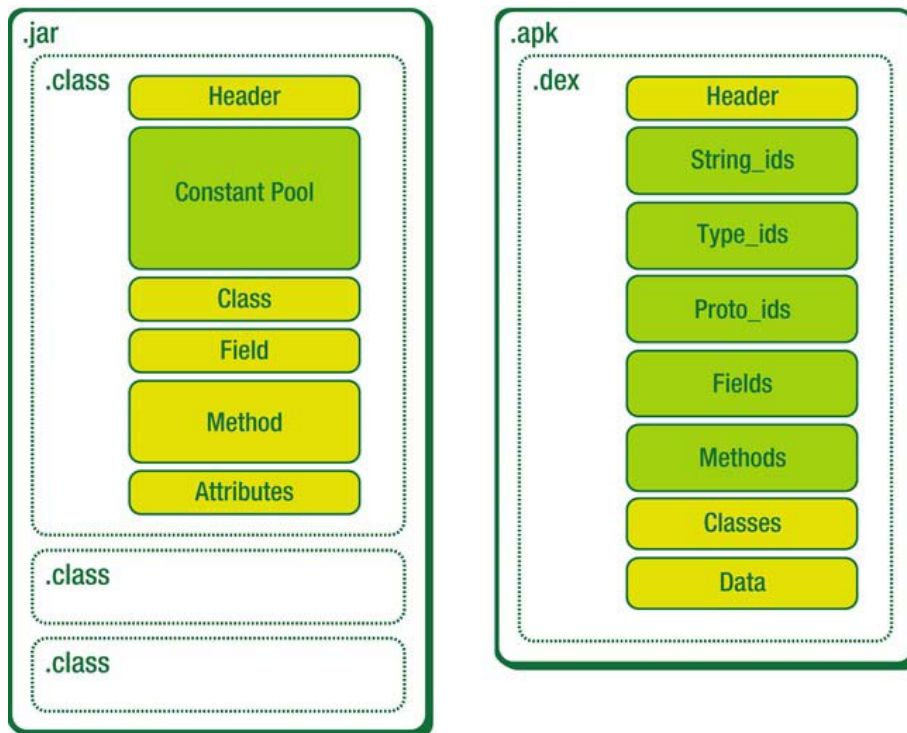 .jar
.class
Header
Constant Pool
Class
Field
Method
Attributes
.class
.class
.apk
.dex
Header
String_ids
Type_ids
Proto_ids
Fields
Methods
Classes
Data